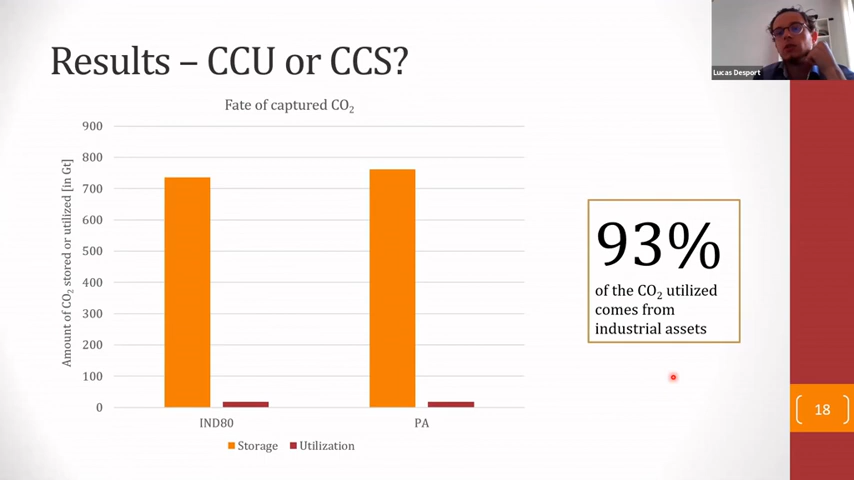 Results – CCU or CCS?
Lucas Desport
Fate of captured CO₂
Amount of CO₂ stored or utilized [in Gt]
900
800
700
600
500
400
300
200
100
0
IND80
PA
Storage
Utilization
93%
of the CO₂ utilized
comes from
industrial assets
18